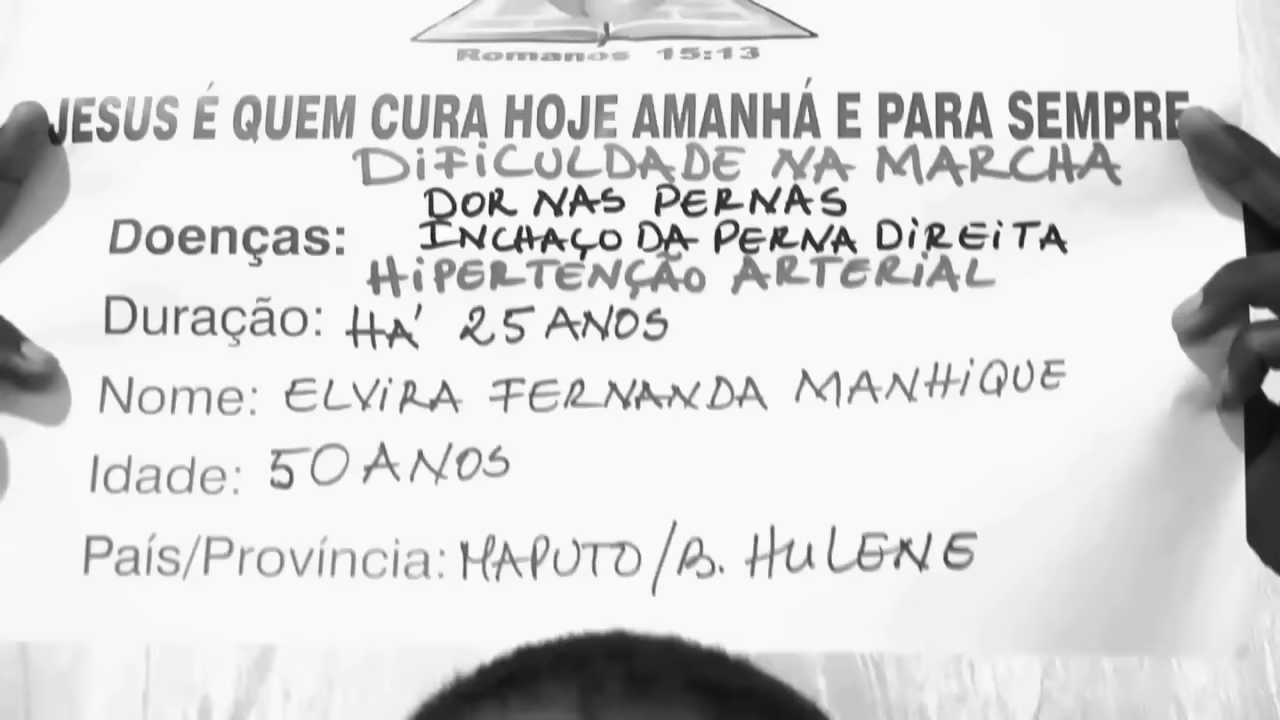 Romanos 15:13
JESUS É QUEM CURA HOJE AMANHÁ E PARA SEMPRE
DIFICULDADE NA MARCHA
DOR NAS PERNAS
Doenças: INCHAÇO DA PERNA DIREITA
HIPERTENÇÃO ARTERIAL
Duração: HÁ 25 ANOS
Nome: ELVIRA FERNANDA MANHIQUE
Idade: 50 ANOS
País/Província: MAPUTO/B. HULENE